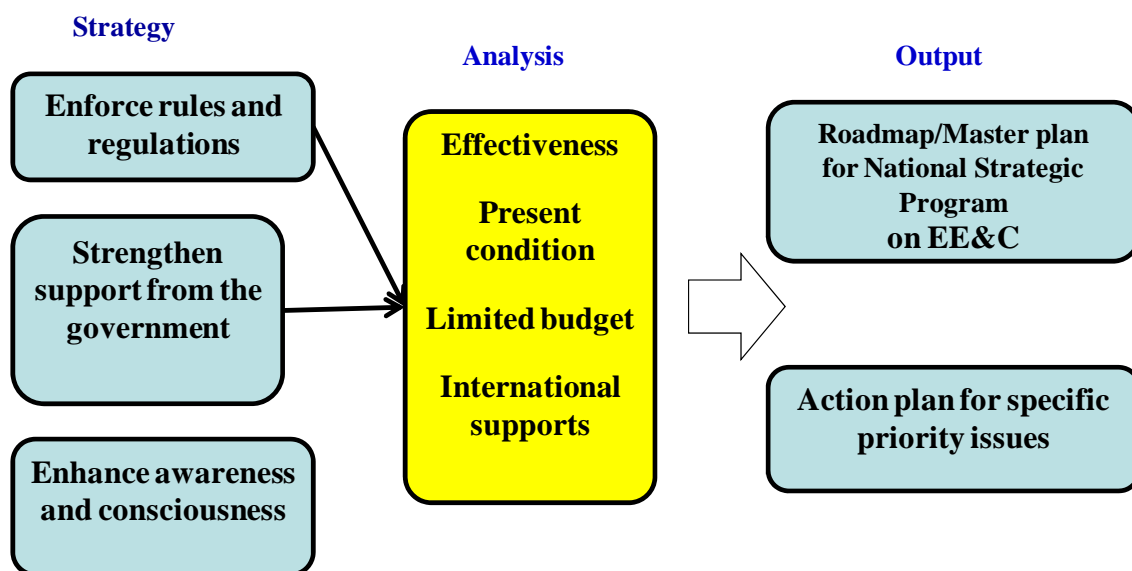 Strategy
Enforce rules and
regulations
Strengthen
support from the
government
Enhance awareness
and consciousness
Analysis
Effectiveness
Present
condition
Limited budget
International
supports
Output
Roadmap/Master plan
for National Strategic
Program
on EE&C
Action plan for specific
priority issues